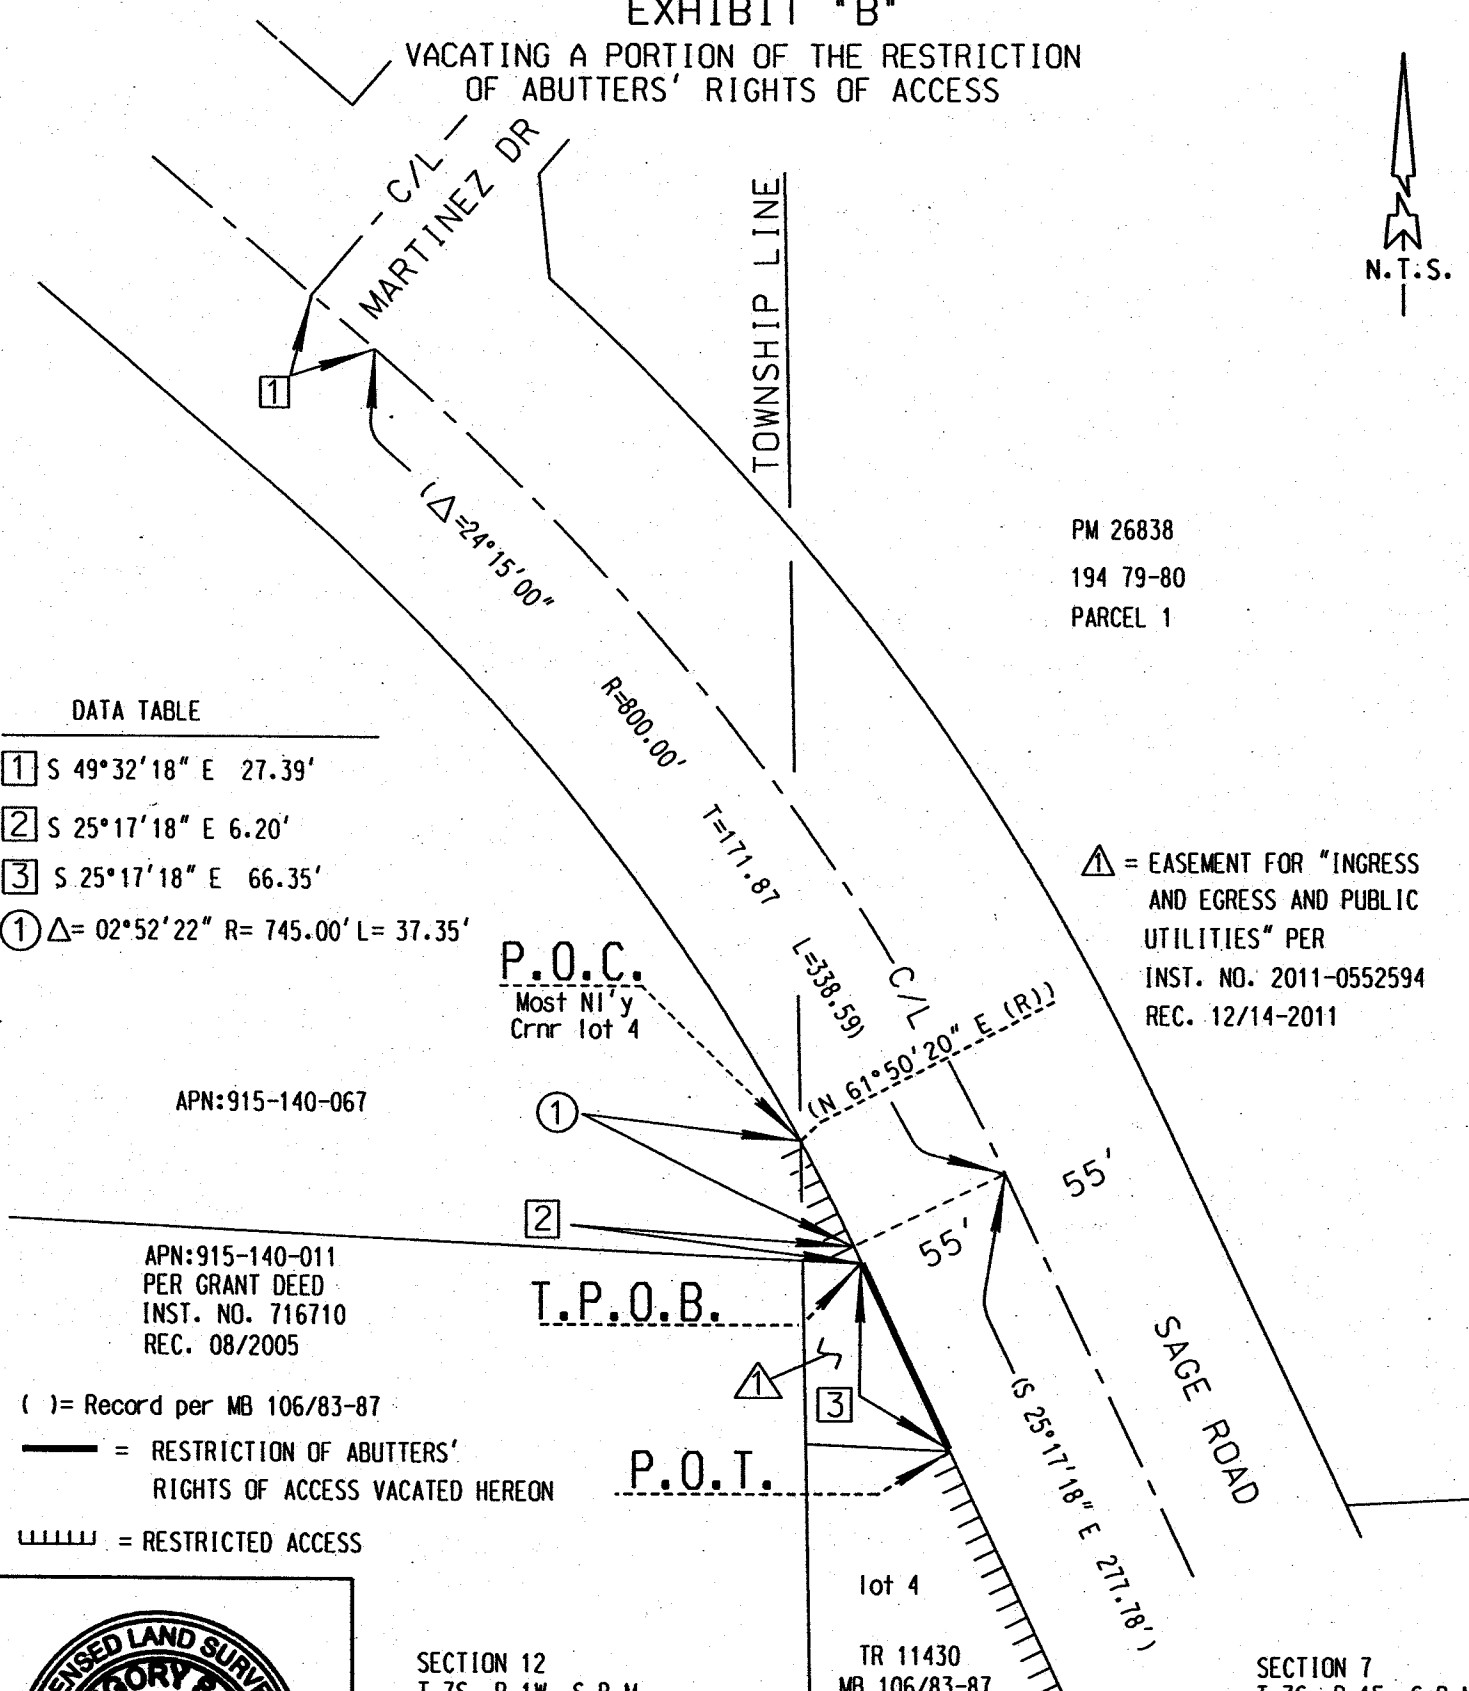 EXHIBIT "B"
VACATING A PORTION OF THE RESTRICTION
OF ABUTTERS' RIGHTS OF ACCESS
C/L
MARTINEZ DR
TOWNSHIP LINE
N.T.S.
1
(Δ=24°15'00"
R=800.00'
T=171.87
L=338.59)
C/L
PM 26838
194 79-80
PARCEL 1
DATA TABLE
1 S 49°32'18" E 27.39'
2 S 25°17'18" E 6.20'
3 S 25°17'18" E 66.35'
1 Δ= 02°52'22" R= 745.00' L= 37.35'
1 = EASEMENT FOR "INGRESS
AND EGRESS AND PUBLIC
UTILITIES" PER
INST. NO. 2011-0552594
REC. 12/14-2011
P.O.C.
Most Nl'y
Crnr lot 4
(N 61°50'20" E (R))
APN:915-140-067
1
2
55'
55'
APN:915-140-011
PER GRANT DEED
INST. NO. 716710
REC. 08/2005
T.P.O.B.
1
3
SAGE ROAD
(S 25°17'18" E 277.78')
( )= Record per MB 106/83-87
= RESTRICTION OF ABUTTERS'
RIGHTS OF ACCESS VACATED HEREON
P.O.T.
= RESTRICTED ACCESS
lot 4
TR 11430
MB 106/83-87
SECTION 12
T 7S R 1W S.B.M.
SECTION 7
LAND